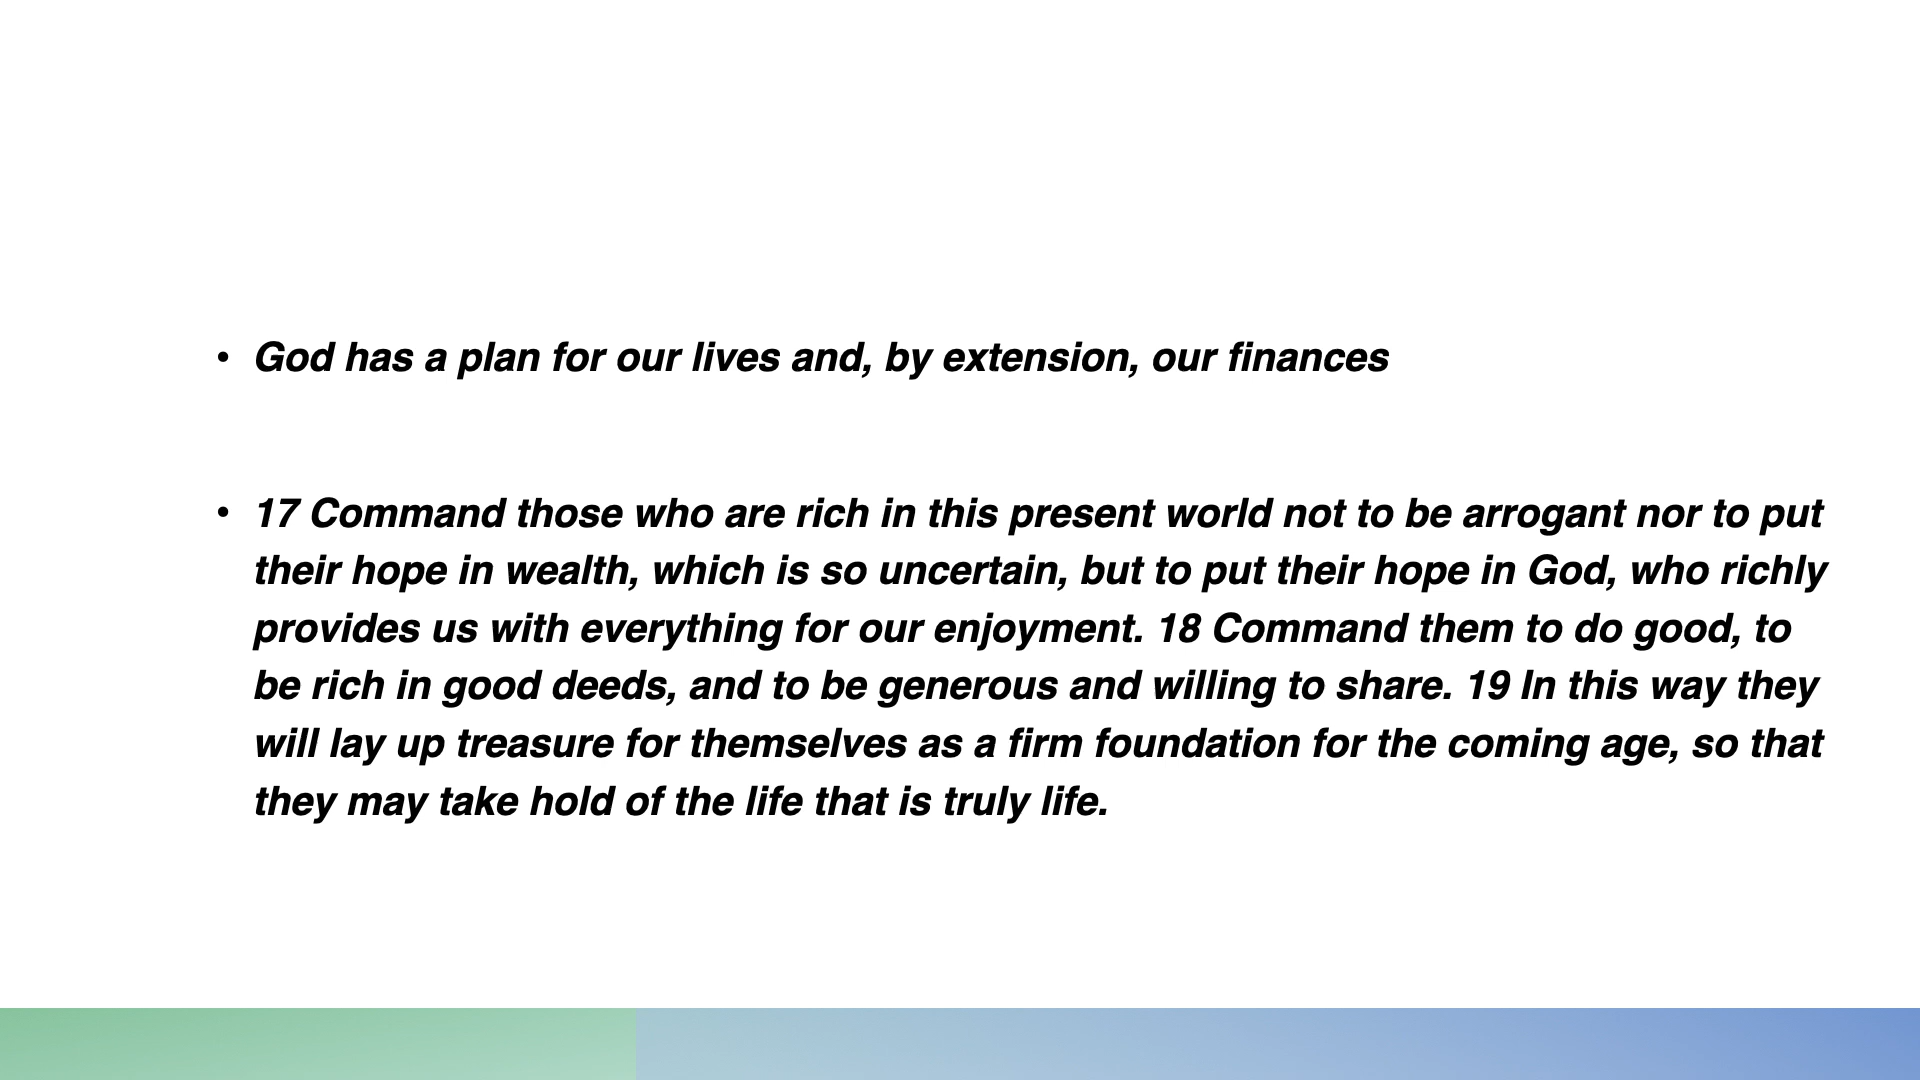 • God has a plan for our lives and, by extension, our finances
• 17 Command those who are rich in this present world not to be arrogant nor to put
their hope in wealth, which is so uncertain, but to put their hope in God, who richly
provides us with everything for our enjoyment. 18 Command them to do good, to
be rich in good deeds, and to be generous and willing to share. 19 In this way they
will lay up treasure for themselves as a firm foundation for the coming age, so that
they may take hold of the life that is truly life.